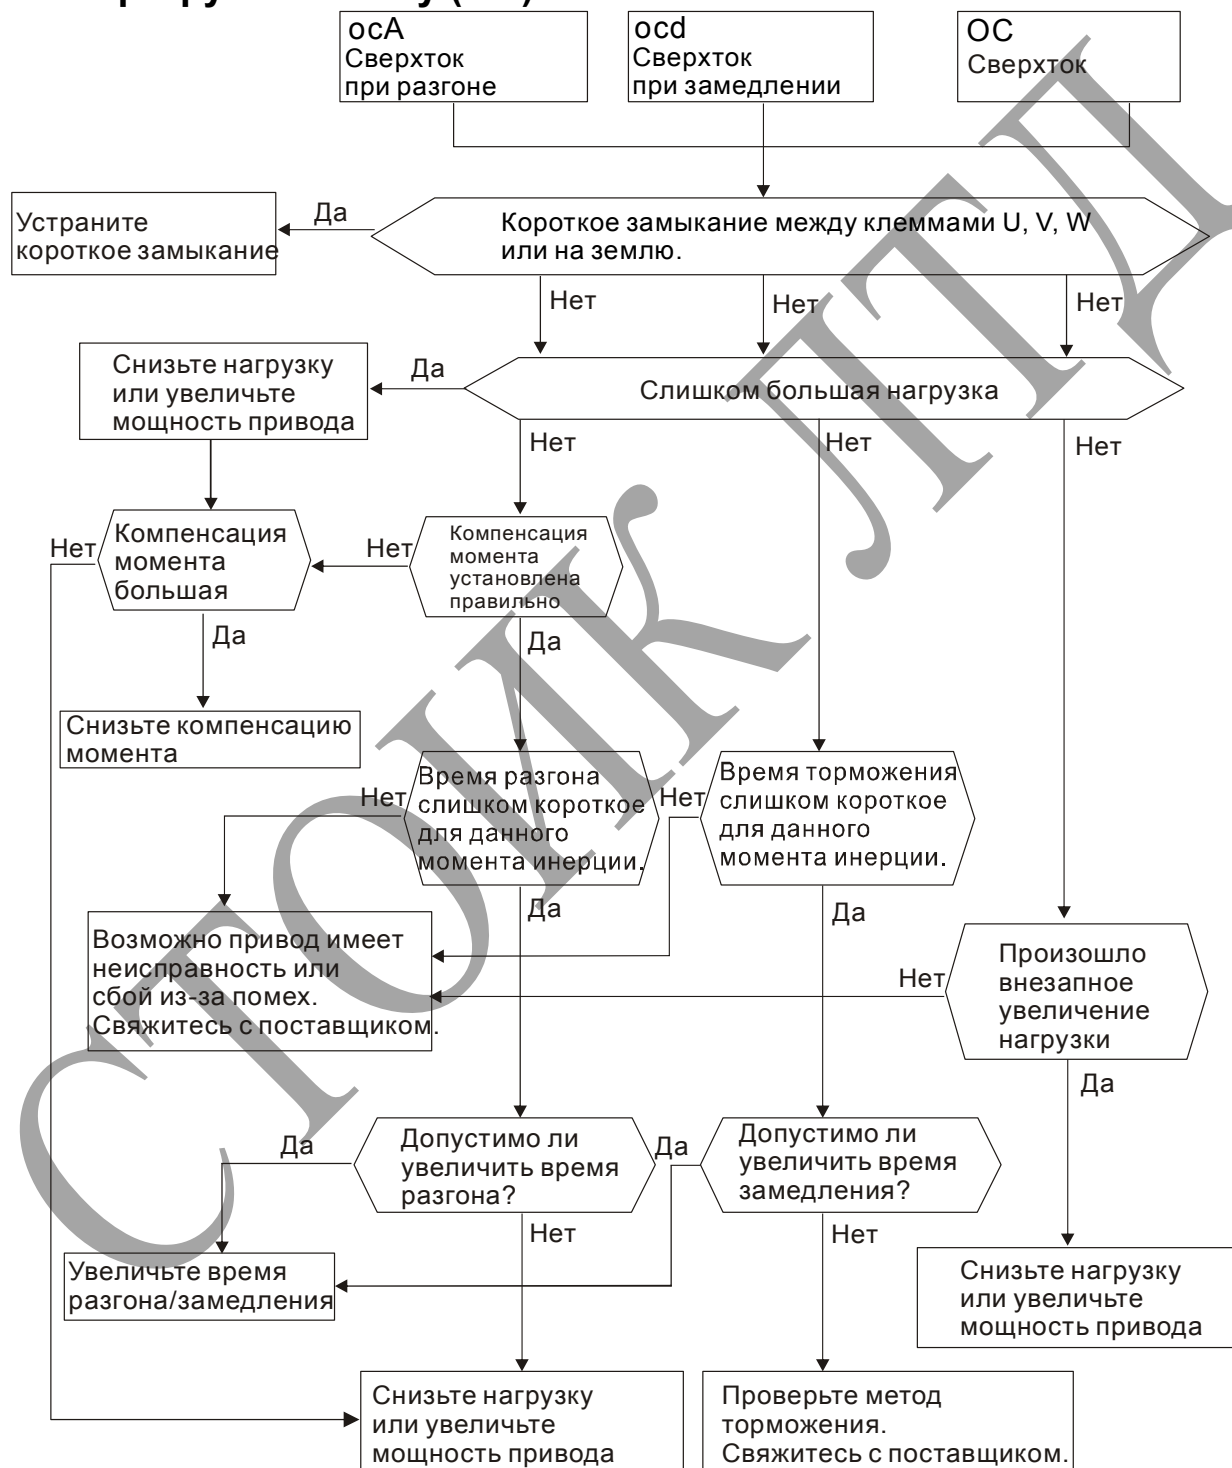 ocA
Сверхток
при разгоне
ocd
Сверхток
при замедлении
OC
Сверхток
Устраните
короткое замыкание
Да
Короткое замыкание между клеммами U, V, W
или на землю.
Нет
Нет
Нет
Снизьте нагрузку
или увеличьте
мощность привода
Да
Слишком большая нагрузка
Нет
Нет
Нет
Нет
Компенсация
момента
большая
Нет
Компенсация
момента
установлена
правильно
Да
Да
Снизьте компенсацию
момента
Нет
Время разгона
слишком короткое
для данного
момента инерции.
Нет
Время торможения
слишком короткое
для данного
момента инерции.
Да
Да
Возможно привод имеет
неисправность или
сбой из-за помех.
Свяжитесь с поставщиком.
Нет
Произошло
внезапное
увеличение
нагрузки
Да
Да
Допустимо ли
увеличить время
разгона?
Да
Допустимо ли
увеличить время
замедления?
Нет
Нет
Увеличьте время
разгона/замедления
Снизьте нагрузку
или увеличьте
мощность привода
Снизьте нагрузку
или увеличьте
мощность привода
Проверьте метод
торможения.
Свяжитесь с поставщиком.
СТОИК ЛТД